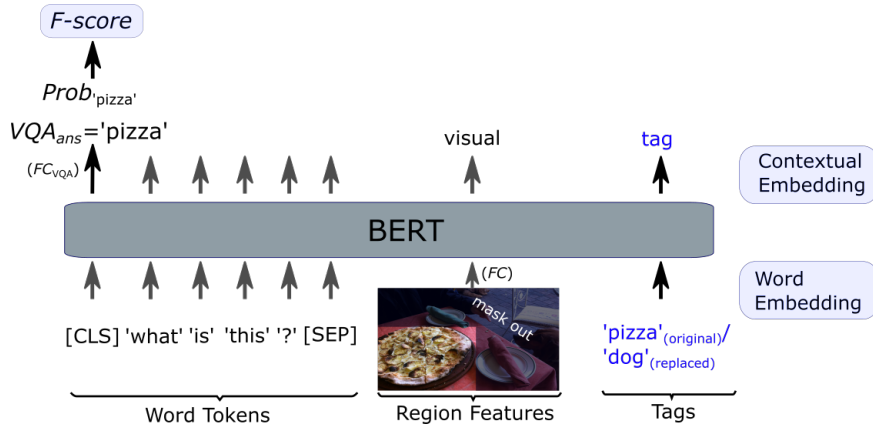 F-score
Prob'pizza'
VQAans='pizza'
(FCVQA)
visual
tag
Contextual
Embedding
BERT
(FC)
Word
Embedding
[CLS] 'what' 'is' 'this' '?' [SEP]
mask out
'pizza'(original)/
'dog'(replaced)
Word Tokens
Region Features
Tags